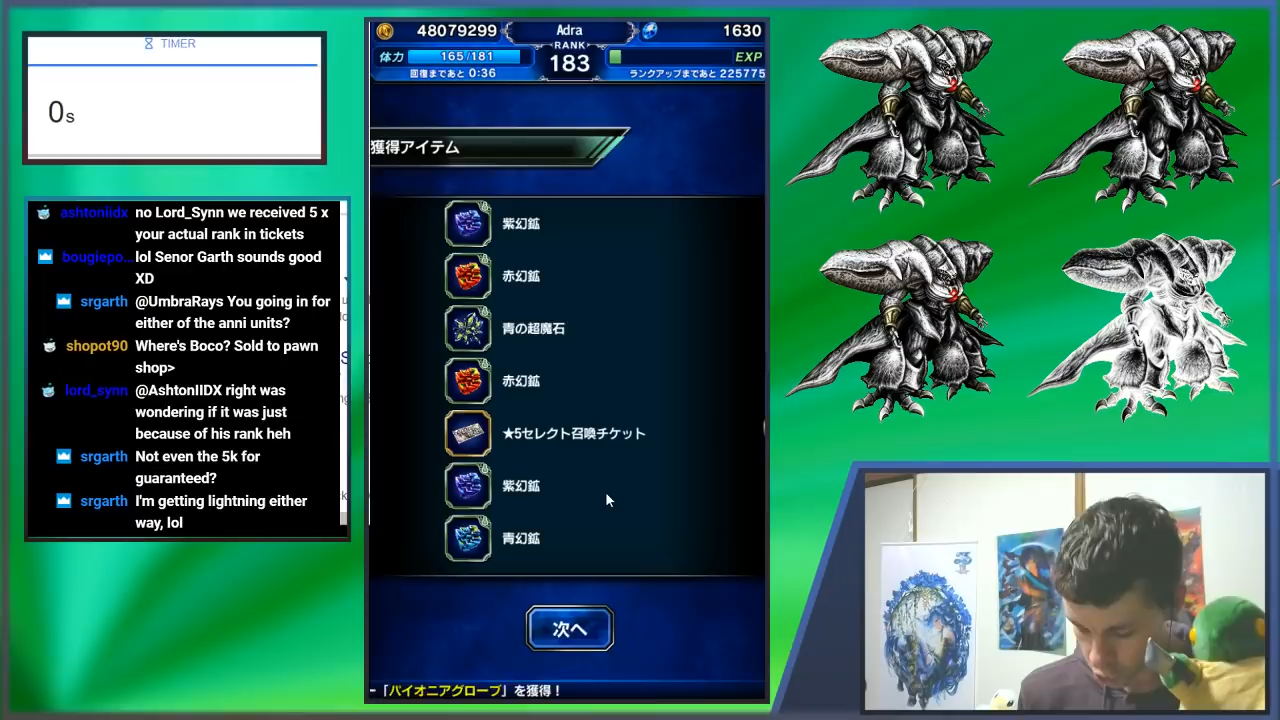 TIMER
0s
ashtoniidx no Lord_Synn we received 5 x
your actual rank in tickets
bougiepo... lol Senor Garth sounds good
XD
srgarth @UmbraRays You going in for
either of the anni units?
shopot90 Where's Boco? Sold to pawn
shop>
lord_synn @AshtonIIDX right was
wondering if it was just
because of his rank heh
srgarth Not even the 5k for
guaranteed?
srgarth I'm getting lightning either
way, lol
48079299 Adra 1630
体力 165/181 RANK EXP
回復まであと 0:36 183 ランクアップまであと 225775
獲得アイテム
紫幻鉱
赤幻鉱
青の超魔石
赤幻鉱
★5セレクト召喚チケット
紫幻鉱
青幻鉱
次へ
「パイオニアグローブ」を獲得！